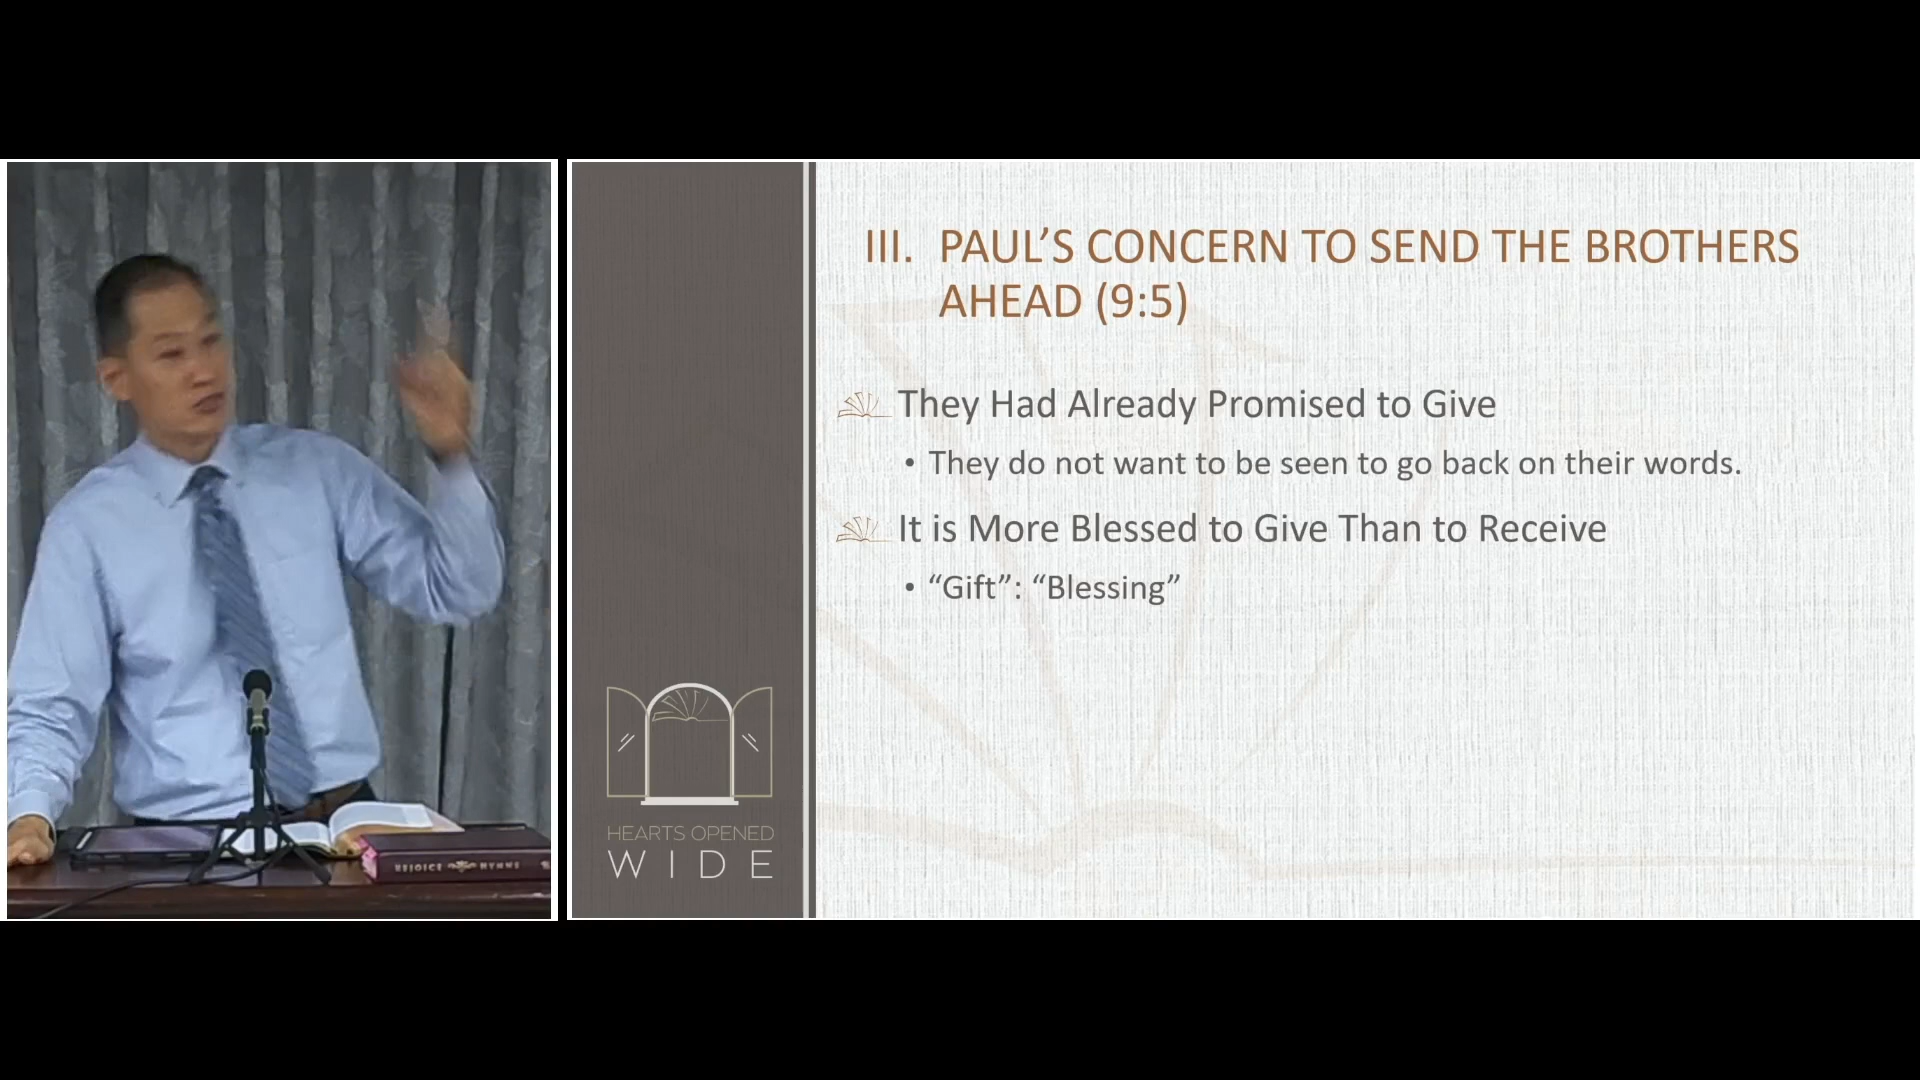 III. PAUL’S CONCERN TO SEND THE BROTHERS
AHEAD (9:5)
They Had Already Promised to Give
• They do not want to be seen to go back on their words.
It is More Blessed to Give Than to Receive
• “Gift”: “Blessing”
HEARTS OPENED
WIDE
REJOICE HYMNS